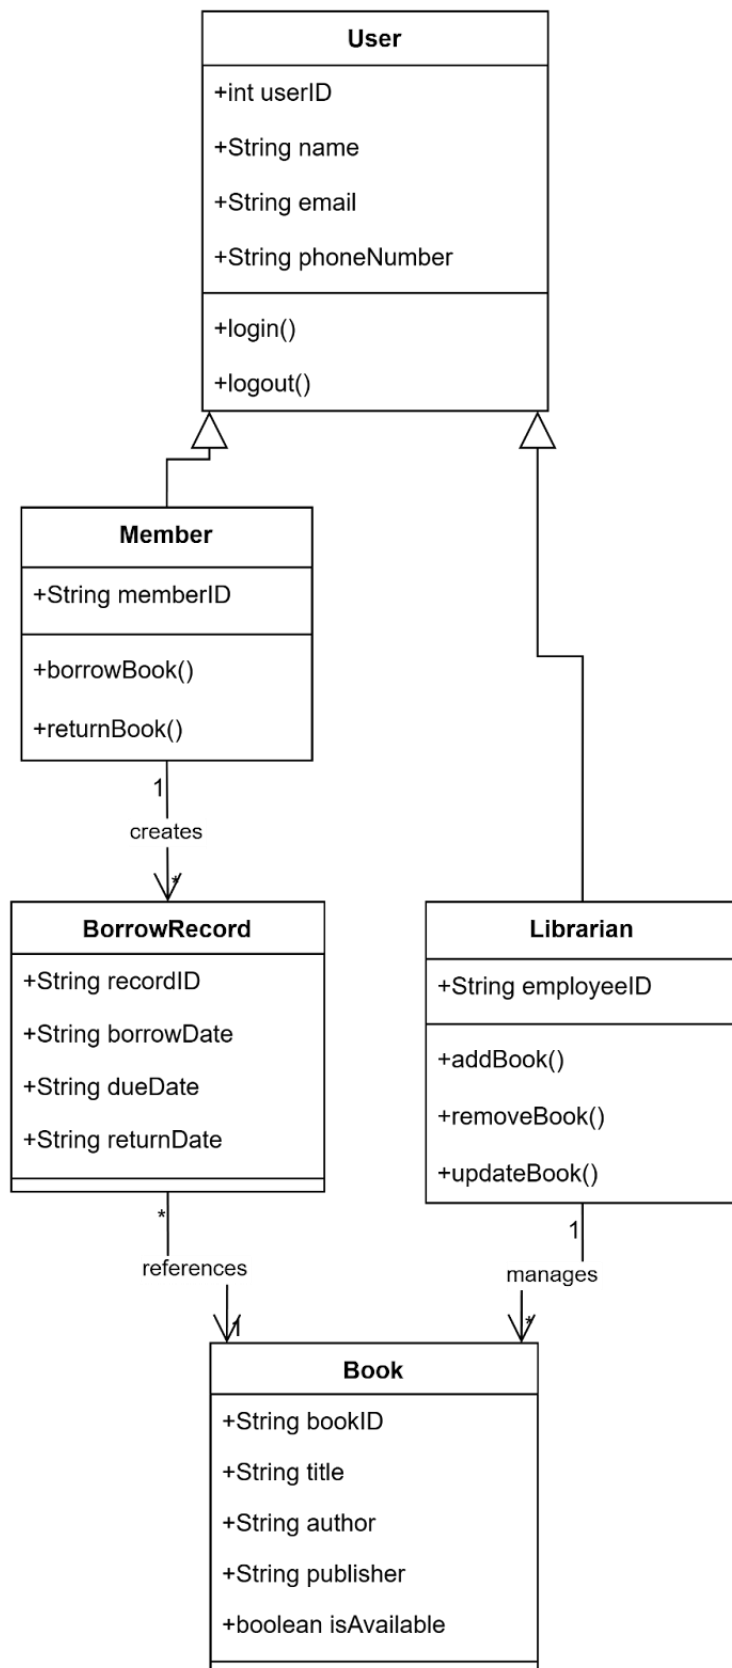 User
+int userID
+String name
+String email
+String phoneNumber
+login()
+logout()
Member
+String memberID
+borrowBook()
+returnBook()
1
creates
*
BorrowRecord
+String recordID
+String borrowDate
+String dueDate
+String returnDate
*
references
1
Librarian
+String employeeID
+addBook()
+removeBook()
+updateBook()
1
manages
*
Book
+String bookID
+String title
+String author
+String publisher
+boolean isAvailable